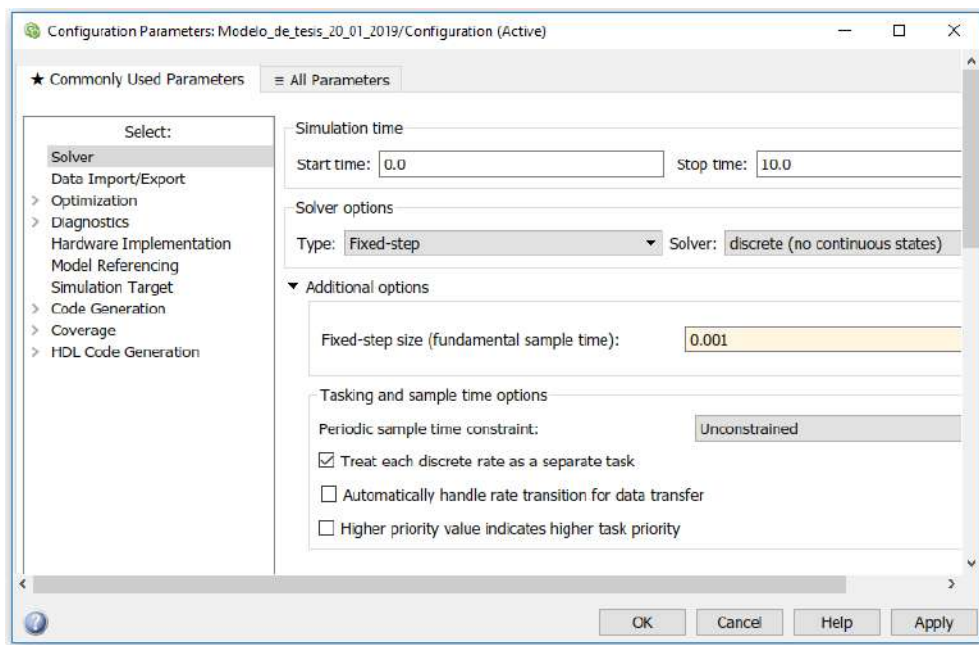 Configuration Parameters: Modelo_de_tesis_20_01_2019/Configuration (Active)
★ Commonly Used Parameters
≡ All Parameters
Select:
Solver
Data Import/Export
Optimization
Diagnostics
Hardware Implementation
Model Referencing
Simulation Target
Code Generation
Coverage
HDL Code Generation
Simulation time
Start time: 0.0 Stop time: 10.0
Solver options
Type: Fixed-step Solver: discrete (no continuous states)
Additional options
Fixed-step size (fundamental sample time): 0.001
Tasking and sample time options
Periodic sample time constraint: Unconstrained
Treat each discrete rate as a separate task
Automatically handle rate transition for data transfer
Higher priority value indicates higher task priority
OK Cancel Help Apply